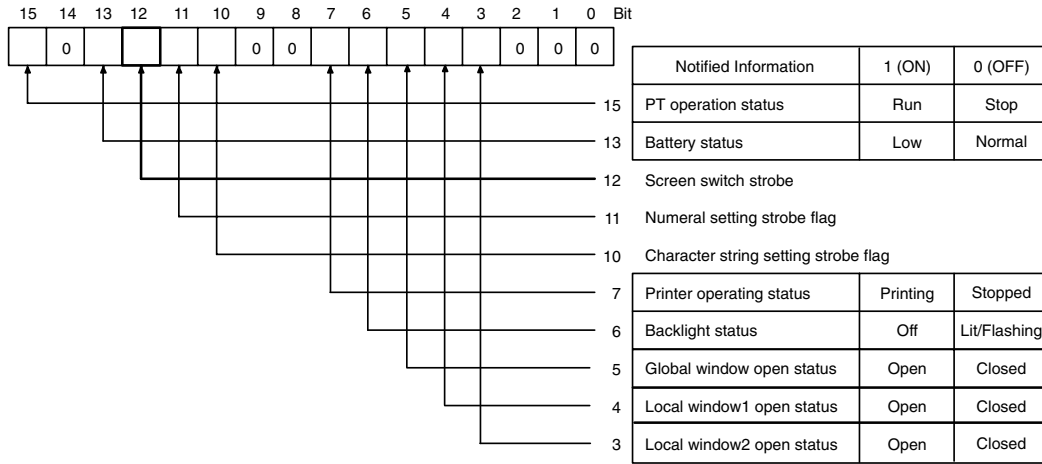 15 14 13 12 11 10 9 8 7 6 5 4 3 2 1 0 Bit
0 0 0 0 0 0
Notified Information 1 (ON) 0 (OFF)
15 PT operation status Run Stop
13 Battery status Low Normal
12 Screen switch strobe
11 Numeral setting strobe flag
10 Character string setting strobe flag
7 Printer operating status Printing Stopped
6 Backlight status Off Lit/Flashing
5 Global window open status Open Closed
4 Local window1 open status Open Closed
3 Local window2 open status Open Closed